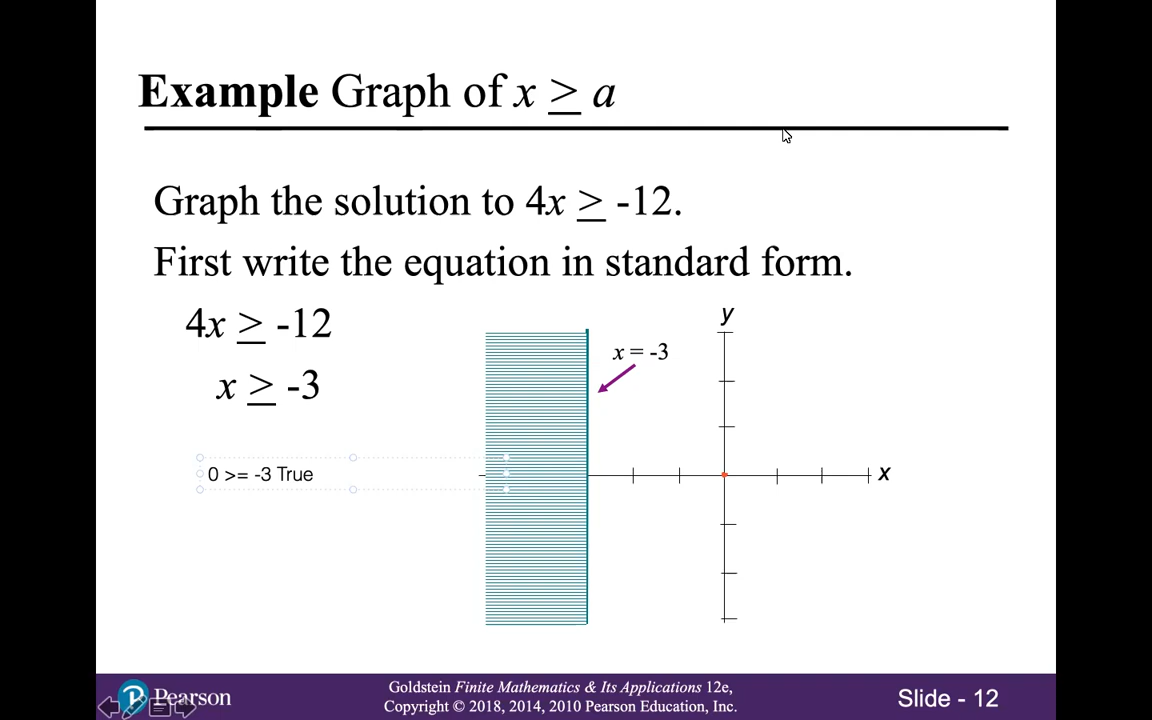 Example Graph of x ≥ a
Graph the solution to 4x ≥ -12.
First write the equation in standard form.
4x ≥ -12
x ≥ -3
y
x = -3
0 >= -3 True
x
Pearson
Goldstein Finite Mathematics & Its Applications 12e,
Copyright © 2018, 2014, 2010 Pearson Education, Inc.
Slide - 12